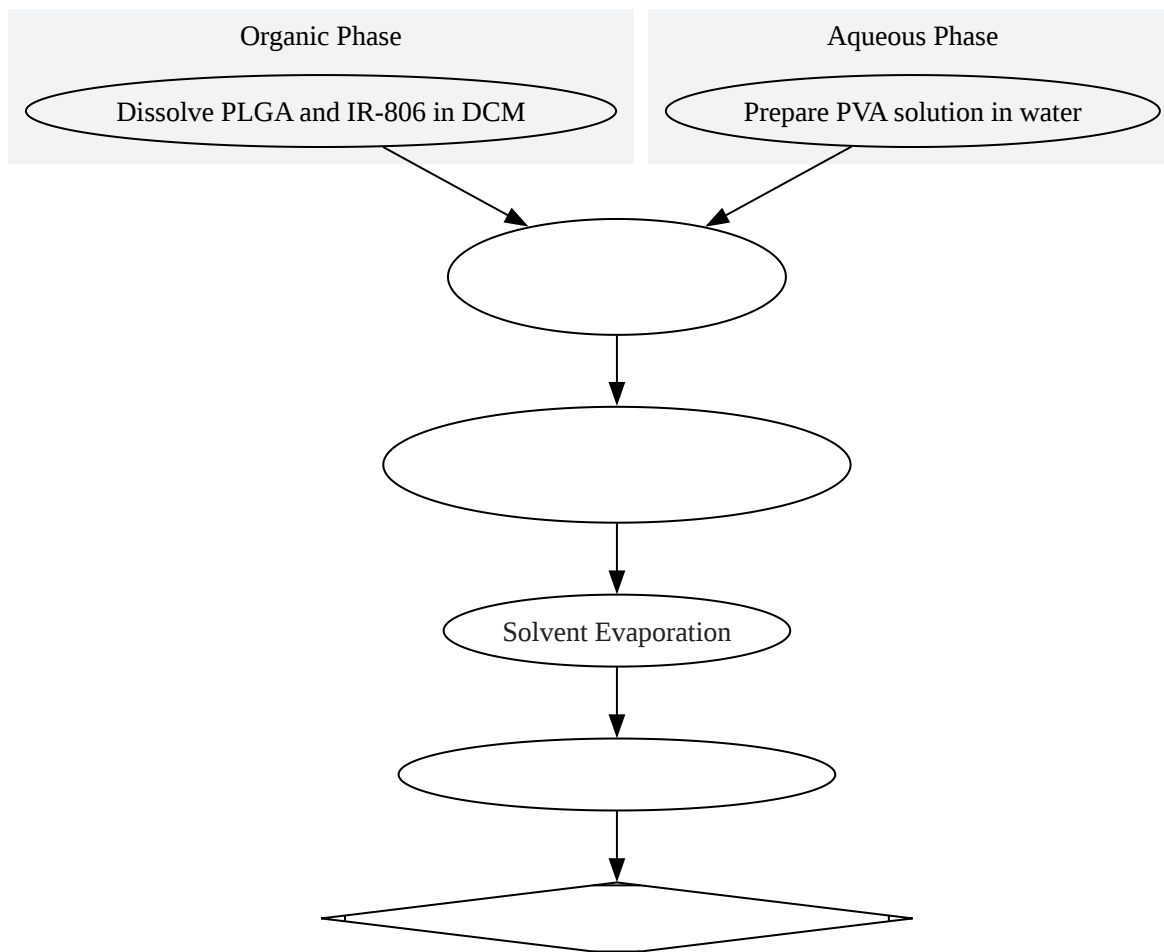 Organic Phase
Aqueous Phase
Dissolve PLGA and IR-806 in DCM
Prepare PVA solution in water
Solvent Evaporation